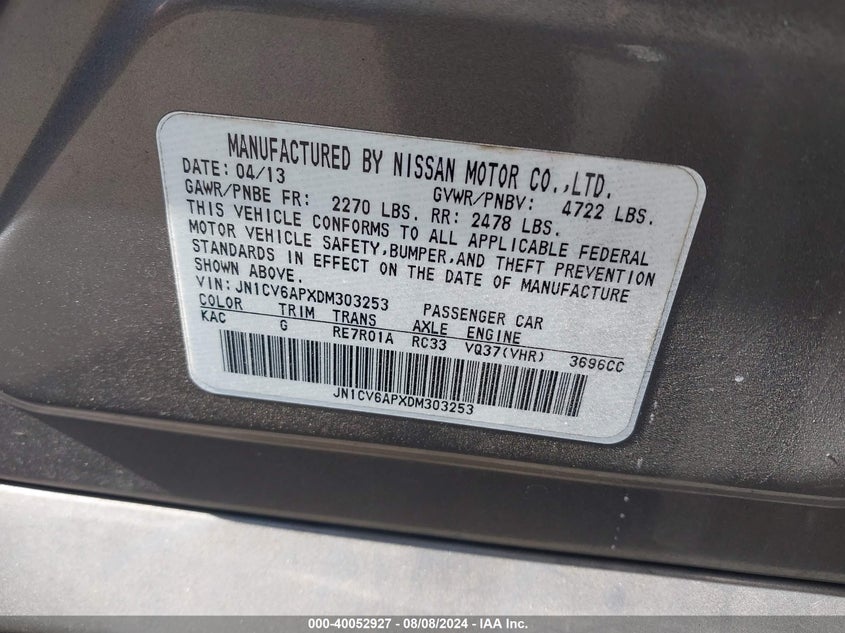 MANUFACTURED BY NISSAN MOTOR CO.,LTD.
DATE: 04/13 GVWR/PNBV: 4722 LBS.
GAWR/PNBE FR: 2270 LBS. RR: 2478 LBS.
THIS VEHICLE CONFORMS TO ALL APPLICABLE FEDERAL
MOTOR VEHICLE SAFETY,BUMPER,AND THEFT PREVENTION
STANDARDS IN EFFECT ON THE DATE OF MANUFACTURE
SHOWN ABOVE.
VIN: JN1CV6APXDM303253 PASSENGER CAR
COLOR TRIM TRANS AXLE ENGINE
KAC G RE7R01A RC33 VQ37(VHR) 3696CC
JN1CV6APXDM303253
000-40052927 - 08/08/2024 - IAA Inc.